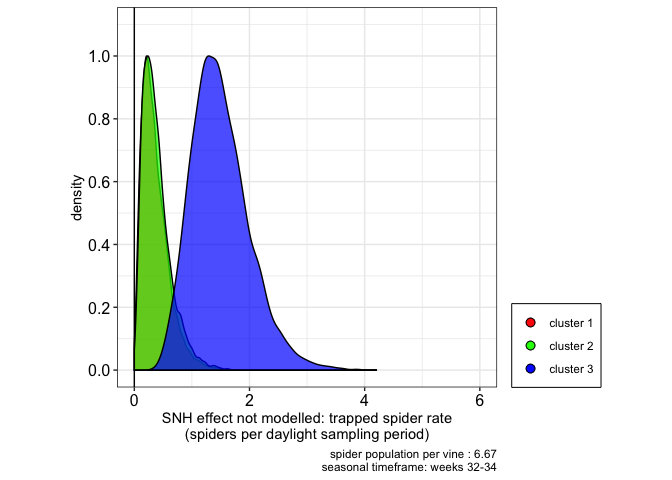 density
1.0
0.8
0.6
0.4
0.2
0.0
0 2 4 6
SNH effect not modelled: trapped spider rate
(spiders per daylight sampling period)
cluster 1
cluster 2
cluster 3
spider population per vine : 6.67
seasonal timeframe: weeks 32-34